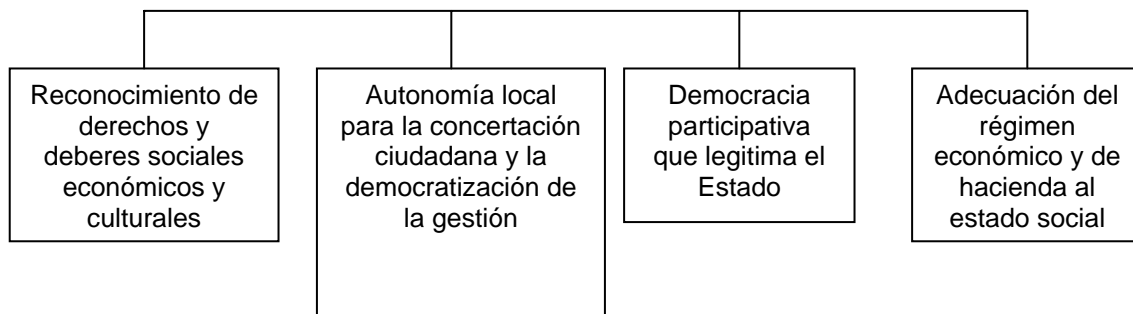 Reconocimiento de
derechos y
deberes sociales
económicos y
culturales
Autonomía local
para la concertación
ciudadana y la
democratización de
la gestión
Democracia
participativa
que legitima el
Estado
Adecuación del
régimen
económico y de
hacienda al
estado social